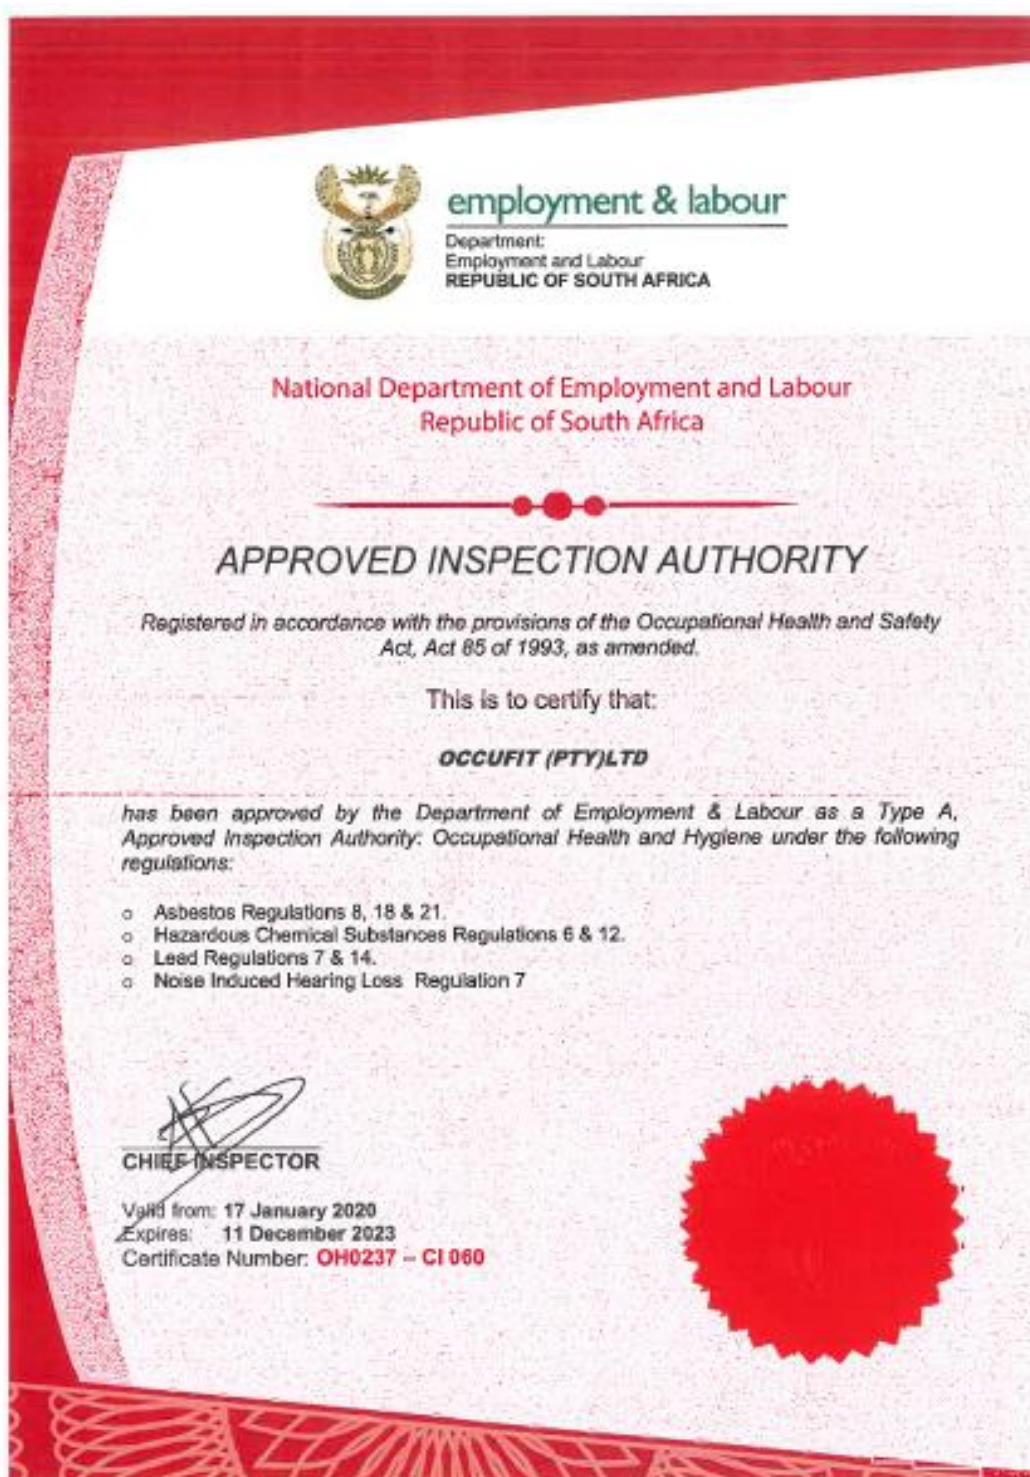 employment & labour
Department:
Employment and Labour
REPUBLIC OF SOUTH AFRICA
National Department of Employment and Labour
Republic of South Africa
APPROVED INSPECTION AUTHORITY
Registered in accordance with the provisions of the Occupational Health and Safety
Act, Act 85 of 1993, as amended.
This is to certify that:
OCCUFIT (PTY)LTD
has been approved by the Department of Employment & Labour as a Type A,
Approved Inspection Authority: Occupational Health and Hygiene under the following
regulations:
o Asbestos Regulations 8, 18 & 21.
o Hazardous Chemical Substances Regulations 6 & 12.
o Lead Regulations 7 & 14.
o Noise Induced Hearing Loss Regulation 7
CHIEF INSPECTOR
Valid from: 17 January 2020
Expires: 11 December 2023
Certificate Number: OH0237 – CI 060